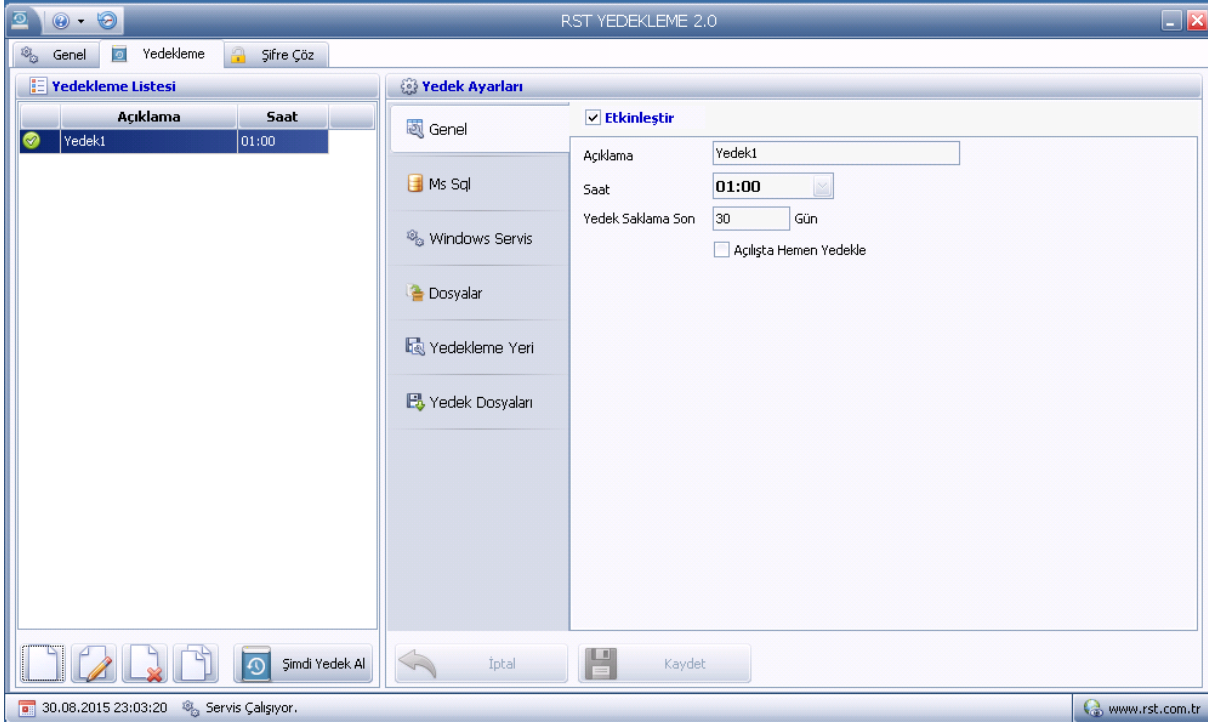 RST YEDEKLEME 2.0
Genel Yedekleme Şifre Çöz
Yedekleme Listesi
Açıklama Saat
Yedek1 01:00
Şimdi Yedek Al
Yedek Ayarları
Genel
Ms Sql
Windows Servis
Dosyalar
Yedekleme Yeri
Yedek Dosyaları
Etkinleştir
Açıklama Yedek1
Saat 01:00
Yedek Saklama Son 30 Gün
Açılışta Hemen Yedekle
İptal Kaydet
30.08.2015 23:03:20 Servis Çalışıyor. www.rst.com.tr